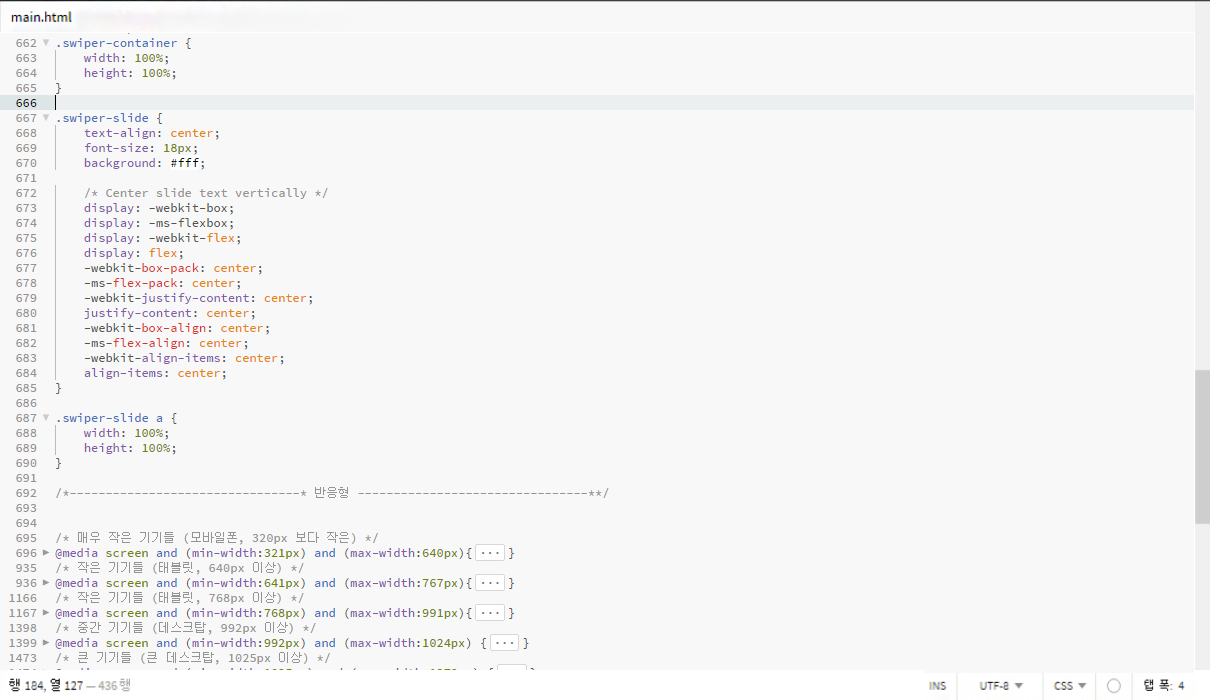 main.html
662 .swiper-container {
663 width: 100%;
664 height: 100%;
665 }
666
667 .swiper-slide {
668 text-align: center;
669 font-size: 18px;
670 background: #fff;
671
672 /* Center slide text vertically */
673 display: -webkit-box;
674 display: -ms-flexbox;
675 display: -webkit-flex;
676 display: flex;
677 -webkit-box-pack: center;
678 -ms-flex-pack: center;
679 -webkit-justify-content: center;
680 justify-content: center;
681 -webkit-box-align: center;
682 -ms-flex-align: center;
683 -webkit-align-items: center;
684 align-items: center;
685 }
686
687 .swiper-slide a {
688 width: 100%;
689 height: 100%;
690 }
691
692 /*--------------------------------* 반응형 --------------------------------**/
693
694
695 /* 매우 작은 기기들 (모바일폰, 320px 보다 작은) */
696 @media screen and (min-width:321px) and (max-width:640px){ ... }
935 /* 작은 기기들 (태블릿, 640px 이상) */
936 @media screen and (min-width:641px) and (max-width:767px){ ... }
1166 /* 작은 기기들 (태블릿, 768px 이상) */
1167 @media screen and (min-width:768px) and (max-width:991px){ ... }
1398 /* 중간 기기들 (데스크탑, 992px 이상) */
1399 @media screen and (min-width:992px) and (max-width:1024px) { ... }
1473 /* 큰 기기들 (큰 데스크탑, 1025px 이상) */
행 184, 열 127 — 436 행 INS UTF-8 CSS 탭 폭: 4